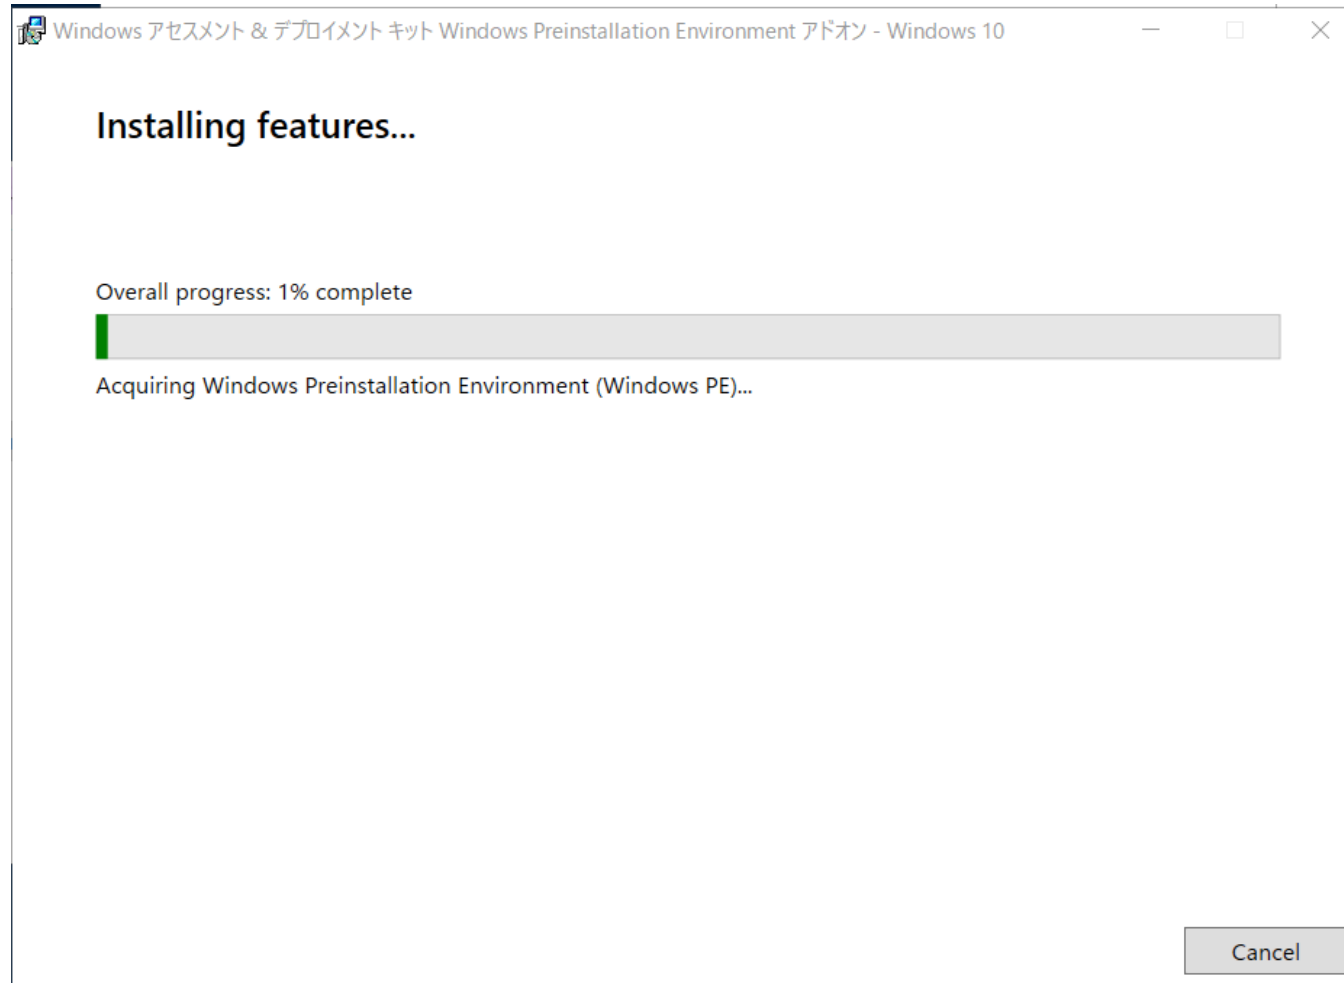 Windows アセスメント & デプロイメント キット Windows Preinstallation Environment アドオン - Windows 10
Installing features...
Overall progress: 1% complete
Acquiring Windows Preinstallation Environment (Windows PE)...
Cancel